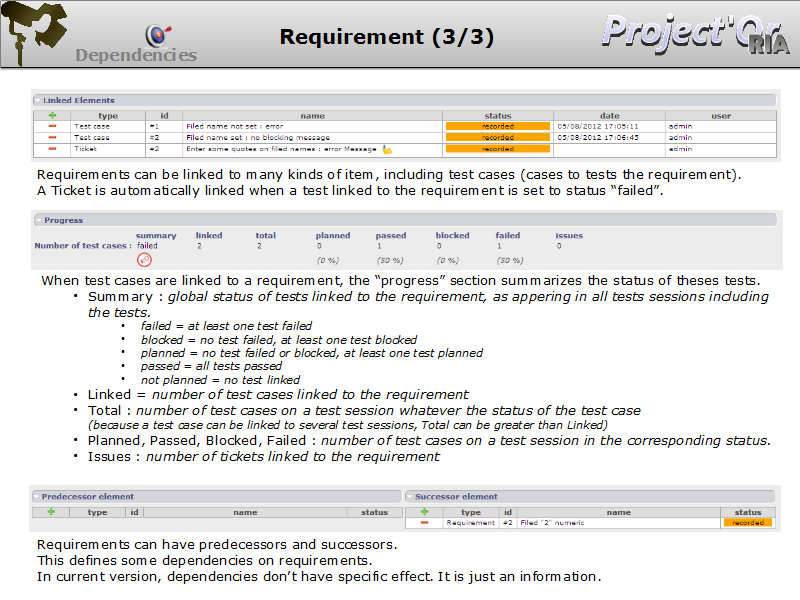 Dependencies
Requirement (3/3)
Project'Or
RIA
Linked Elements
type id name status date user
Test case #1 Filed name not set : error recorded 05/08/2012 17:05:11 admin
Test case #2 Filed name set : no blocking message recorded 05/08/2012 17:06:45 admin
Ticket #2 Enter some quotes on filed names : error Message recorded admin
Requirements can be linked to many kinds of item, including test cases (cases to tests the requirement).
A Ticket is automatically linked when a test linked to the requirement is set to status “failed”.
Progress
summary linked total planned passed blocked failed issues
Number of test cases : failed 2 2 0 1 0 1 0
(0 %) (50 %) (0 %) (50 %)
When test cases are linked to a requirement, the “progress” section summarizes the status of theses tests.
• Summary : global status of tests linked to the requirement, as appering in all tests sessions including
the tests.
• failed = at least one test failed
• blocked = no test failed, at least one test blocked
• planned = no test failed or blocked, at least one test planned
• passed = all tests passed
• not planned = no test linked
• Linked = number of test cases linked to the requirement
• Total : number of test cases on a test session whatever the status of the test case
(because a test case can be linked to several test sessions, Total can be greater than Linked)
• Planned, Passed, Blocked, Failed : number of test cases on a test session in the corresponding status.
• Issues : number of tickets linked to the requirement
Predecessor element
type id name status
Successor element
type id name status
Requirement #2 Filed "2" numeric recorded
Requirements can have predecessors and successors.
This defines some dependencies on requirements.
In current version, dependencies don’t have specific effect. It is just an information.